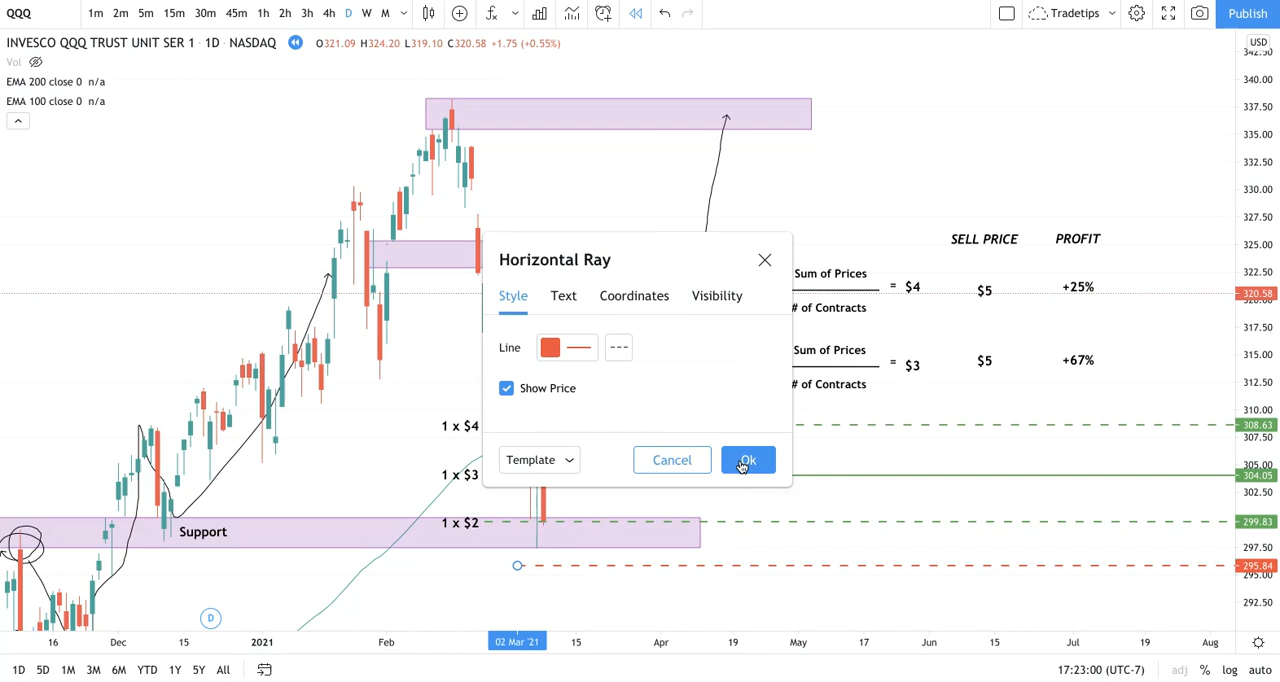 QQQ 1m 2m 5m 15m 30m 45m 1h 2h 3h 4h D W M Tradetips Publish
INVESCO QQQ TRUST UNIT SER 1 · 1D · NASDAQ O321.09 H324.20 L319.10 C320.58 +1.75 (+0.55%)
USD
Vol
EMA 200 close 0 n/a
EMA 100 close 0 n/a
342.50
340.00
337.50
335.00
332.50
330.00
327.50
325.00
322.50
320.58
320.00
317.50
315.00
312.50
310.00
308.63
307.50
305.00
304.05
302.50
299.83
297.50
295.84
295.00
292.50
SELL PRICE PROFIT
Sum of Prices
= $4 $5 +25%
# of Contracts
Sum of Prices
= $3 $5 +67%
# of Contracts
Horizontal Ray
Style Text Coordinates Visibility
Line
Show Price
Template Cancel Ok
1 x $4
1 x $3
1 x $2
Support
D
16 Dec 15 2021 Feb 02 Mar '21 15 Apr 19 May 17 Jun 15 Jul 19 Aug
1D 5D 1M 3M 6M YTD 1Y 5Y All 17:23:00 (UTC-7) adj % log auto